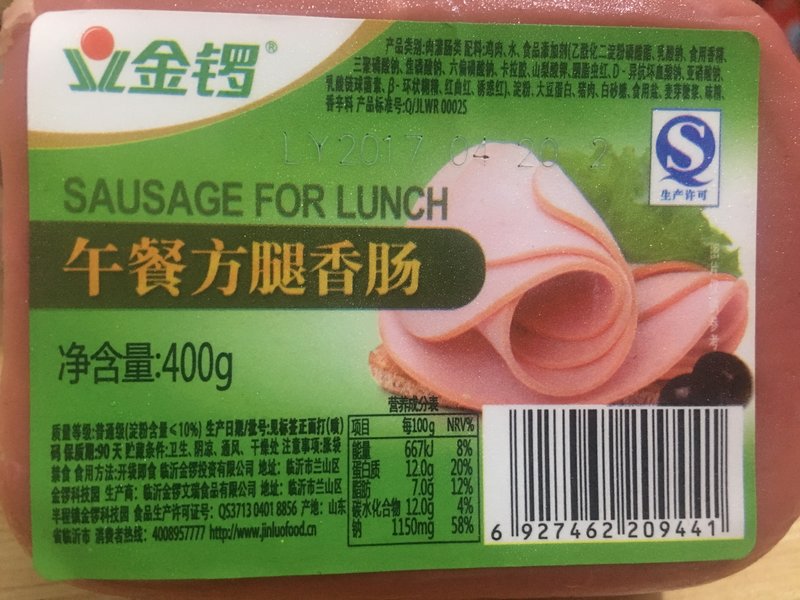 金锣®
产品类别:肉灌肠类 配料:鸡肉、水、食品添加剂(乙酰化二淀粉磷酸酯、乳酸钠、食用香精、
三聚磷酸钠、焦磷酸钠、六偏磷酸钠、卡拉胶、山梨酸钾、胭脂虫红、D-异抗坏血酸钠、亚硝酸钠、
乳酸链球菌素、β-环状糊精、红曲红、诱惑红)、淀粉、大豆蛋白、猪肉、白砂糖、食用盐、麦芽糖浆、味精、
香辛料 产品标准号:Q/JLWR 0002S
LY2017 04 20 2
生产许可
SAUSAGE FOR LUNCH
午餐方腿香肠
净含量:400g
质量等级:普通级(淀粉含量≤10%) 生产日期/批号:见标签正面打(喷)
码 保质期:90天 贮藏条件:卫生、阴凉、通风、干燥处 注意事项:胀袋
禁食 食用方法:开袋即食 临沂金锣投资有限公司 地址：临沂市兰山区
金锣科技园 生产商：临沂金锣文瑞食品有限公司 地址：临沂市兰山区
半程镇金锣科技园 食品生产许可证号：QS3713 0401 8856 产地：山东
省临沂市 消费者热线：4008957777 http://www.jinluofood.cn
营养成分表
项目 每100g NRV%
能量 667kJ 8%
蛋白质 12.0g 20%
脂肪 7.0g 12%
碳水化合物 12.0g 4%
钠 1150mg 58%
6 927462 209441